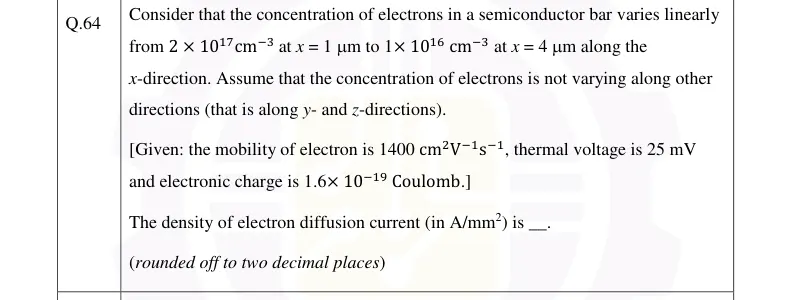 Q.64
Consider that the concentration of electrons in a semiconductor bar varies linearly
from 2 × 10¹⁷cm⁻³ at x = 1 µm to 1× 10¹⁶ cm⁻³ at x = 4 µm along the
x-direction. Assume that the concentration of electrons is not varying along other
directions (that is along y- and z-directions).
[Given: the mobility of electron is 1400 cm²V⁻¹s⁻¹, thermal voltage is 25 mV
and electronic charge is 1.6× 10⁻¹⁹ Coulomb.]
The density of electron diffusion current (in A/mm²) is __.
(rounded off to two decimal places)